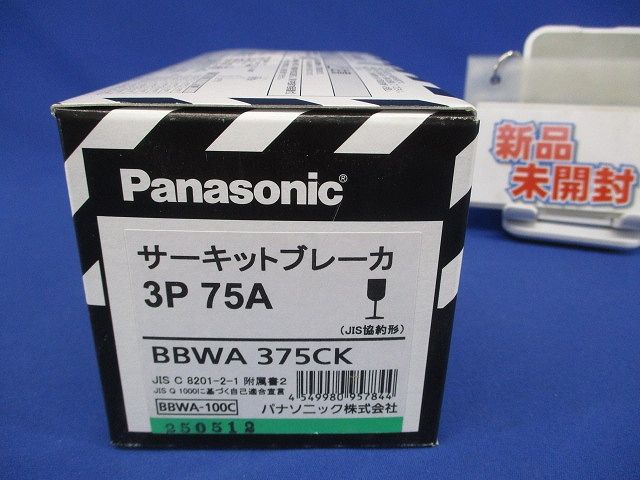 Panasonic®
サーキットブレーカ
3P 75A
(JIS協約形)
BBWA 375CK
JIS C 8201-2-1 附属書2
JIS Q 1000に基づく自己適合宣言
4 549980 957844
BBWA-100C
パナソニック株式会社
250512
新品
未開封